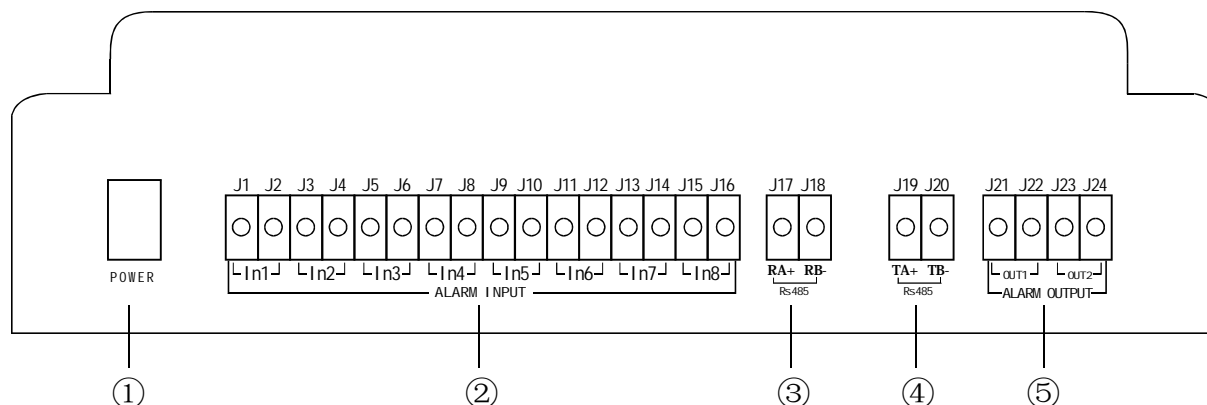 J1 J2 J3 J4 J5 J6 J7 J8 J9 J10 J11 J12 J13 J14 J15 J16 J17 J18 J19 J20 J21 J22 J23 J24
In1 In2 In3 In4 In5 In6 In7 In8 RA+ RB- TA+ TB- OUT1 OUT2
POWER ALARM INPUT Rs485 Rs485 ALARM OUTPUT
① ② ③ ④ ⑤